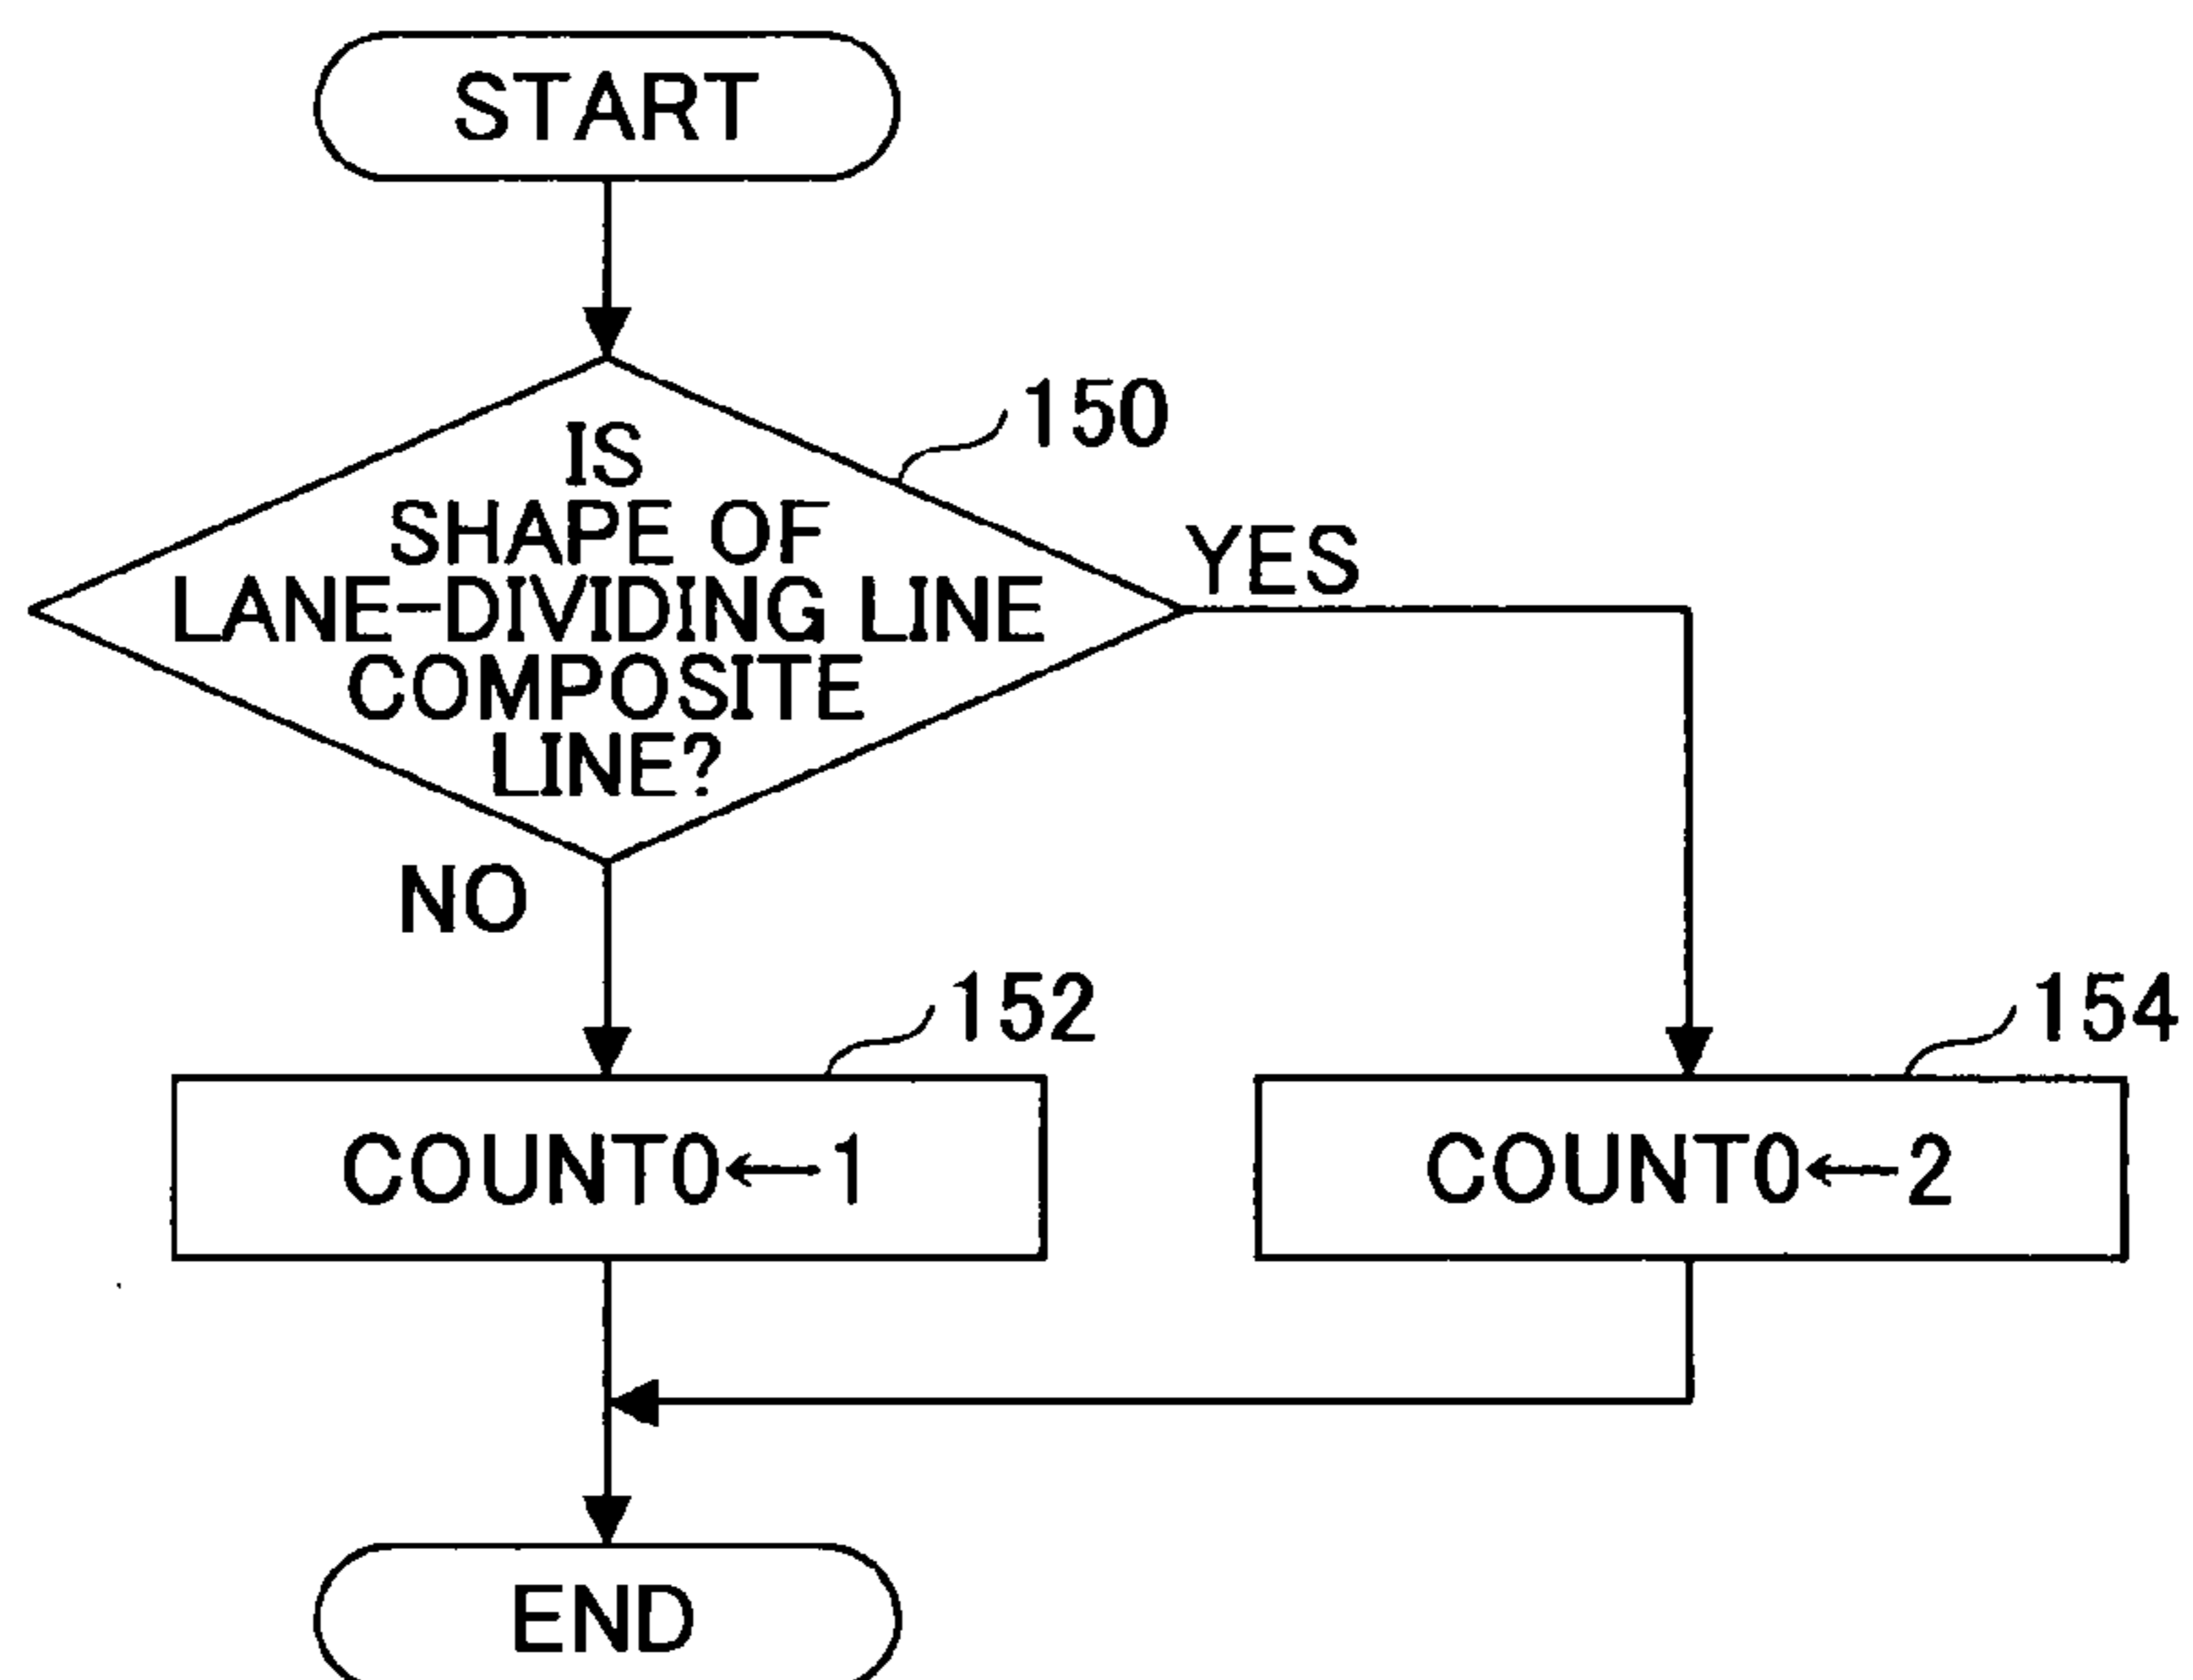 START
150
IS
SHAPE OF
LANE-DIVIDING LINE
COMPOSITE
LINE?
YES
NO
152
154
COUNT0←1
COUNT0←2
END